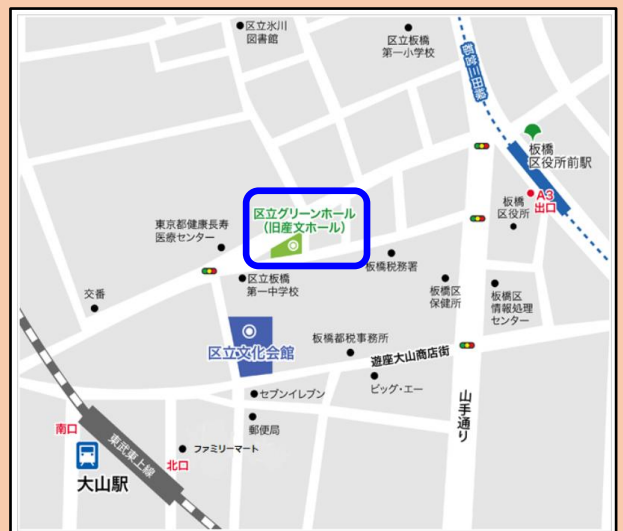 区立氷川
図書館
区立板橋
第一小学校
都営三田線
板橋
区役所前駅
A3
出口
板橋
区役所
区立グリーンホール
(旧産文ホール)
東京都健康長寿
医療センター
板橋税務署
区立板橋
第一中学校
板橋区
保健所
板橋区
情報処理
センター
交番
区立文化会館
板橋都税事務所
遊座大山商店街
セブンイレブン
ビッグ・エー
山手通り
郵便局
南口
東武東上線
ファミリーマート
北口
大山駅